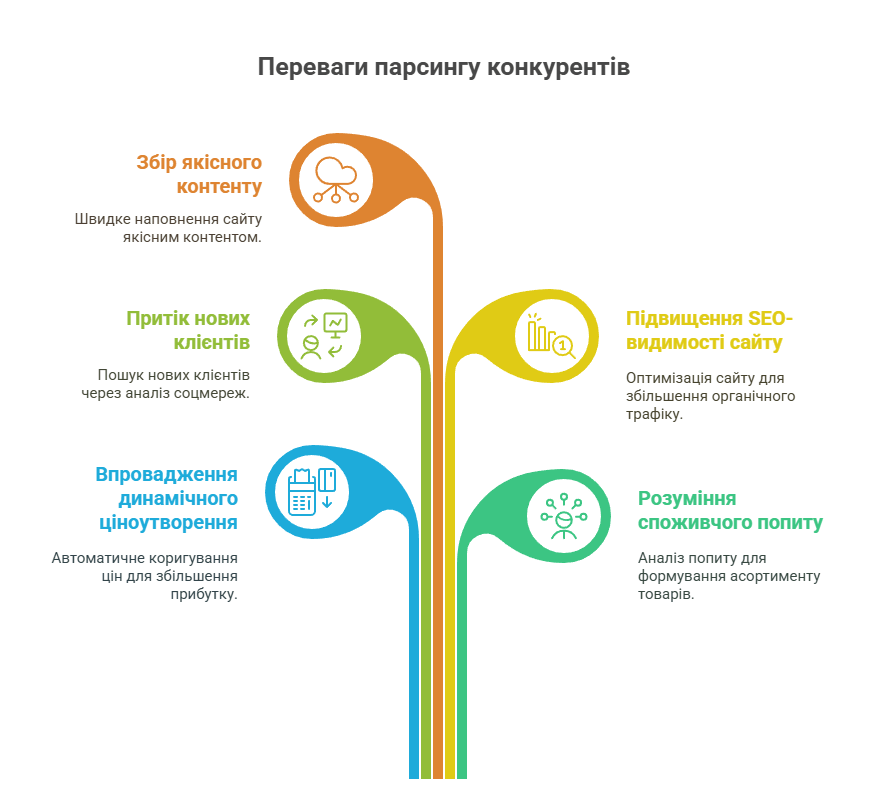 Переваги парсингу конкурентів
Збір якісного
контенту
Швидке наповнення сайту
якісним контентом.
Притік нових
клієнтів
Пошук нових клієнтів
через аналіз соцмереж.
Підвищення SEO-
видимості сайту
Оптимізація сайту для
збільшення органічного
трафіку.
1
Впровадження
динамічного
ціноутворення
Автоматичне коригування
цін для збільшення
прибутку.
Розуміння
споживчого попиту
Аналіз попиту для
формування асортименту
товарів.